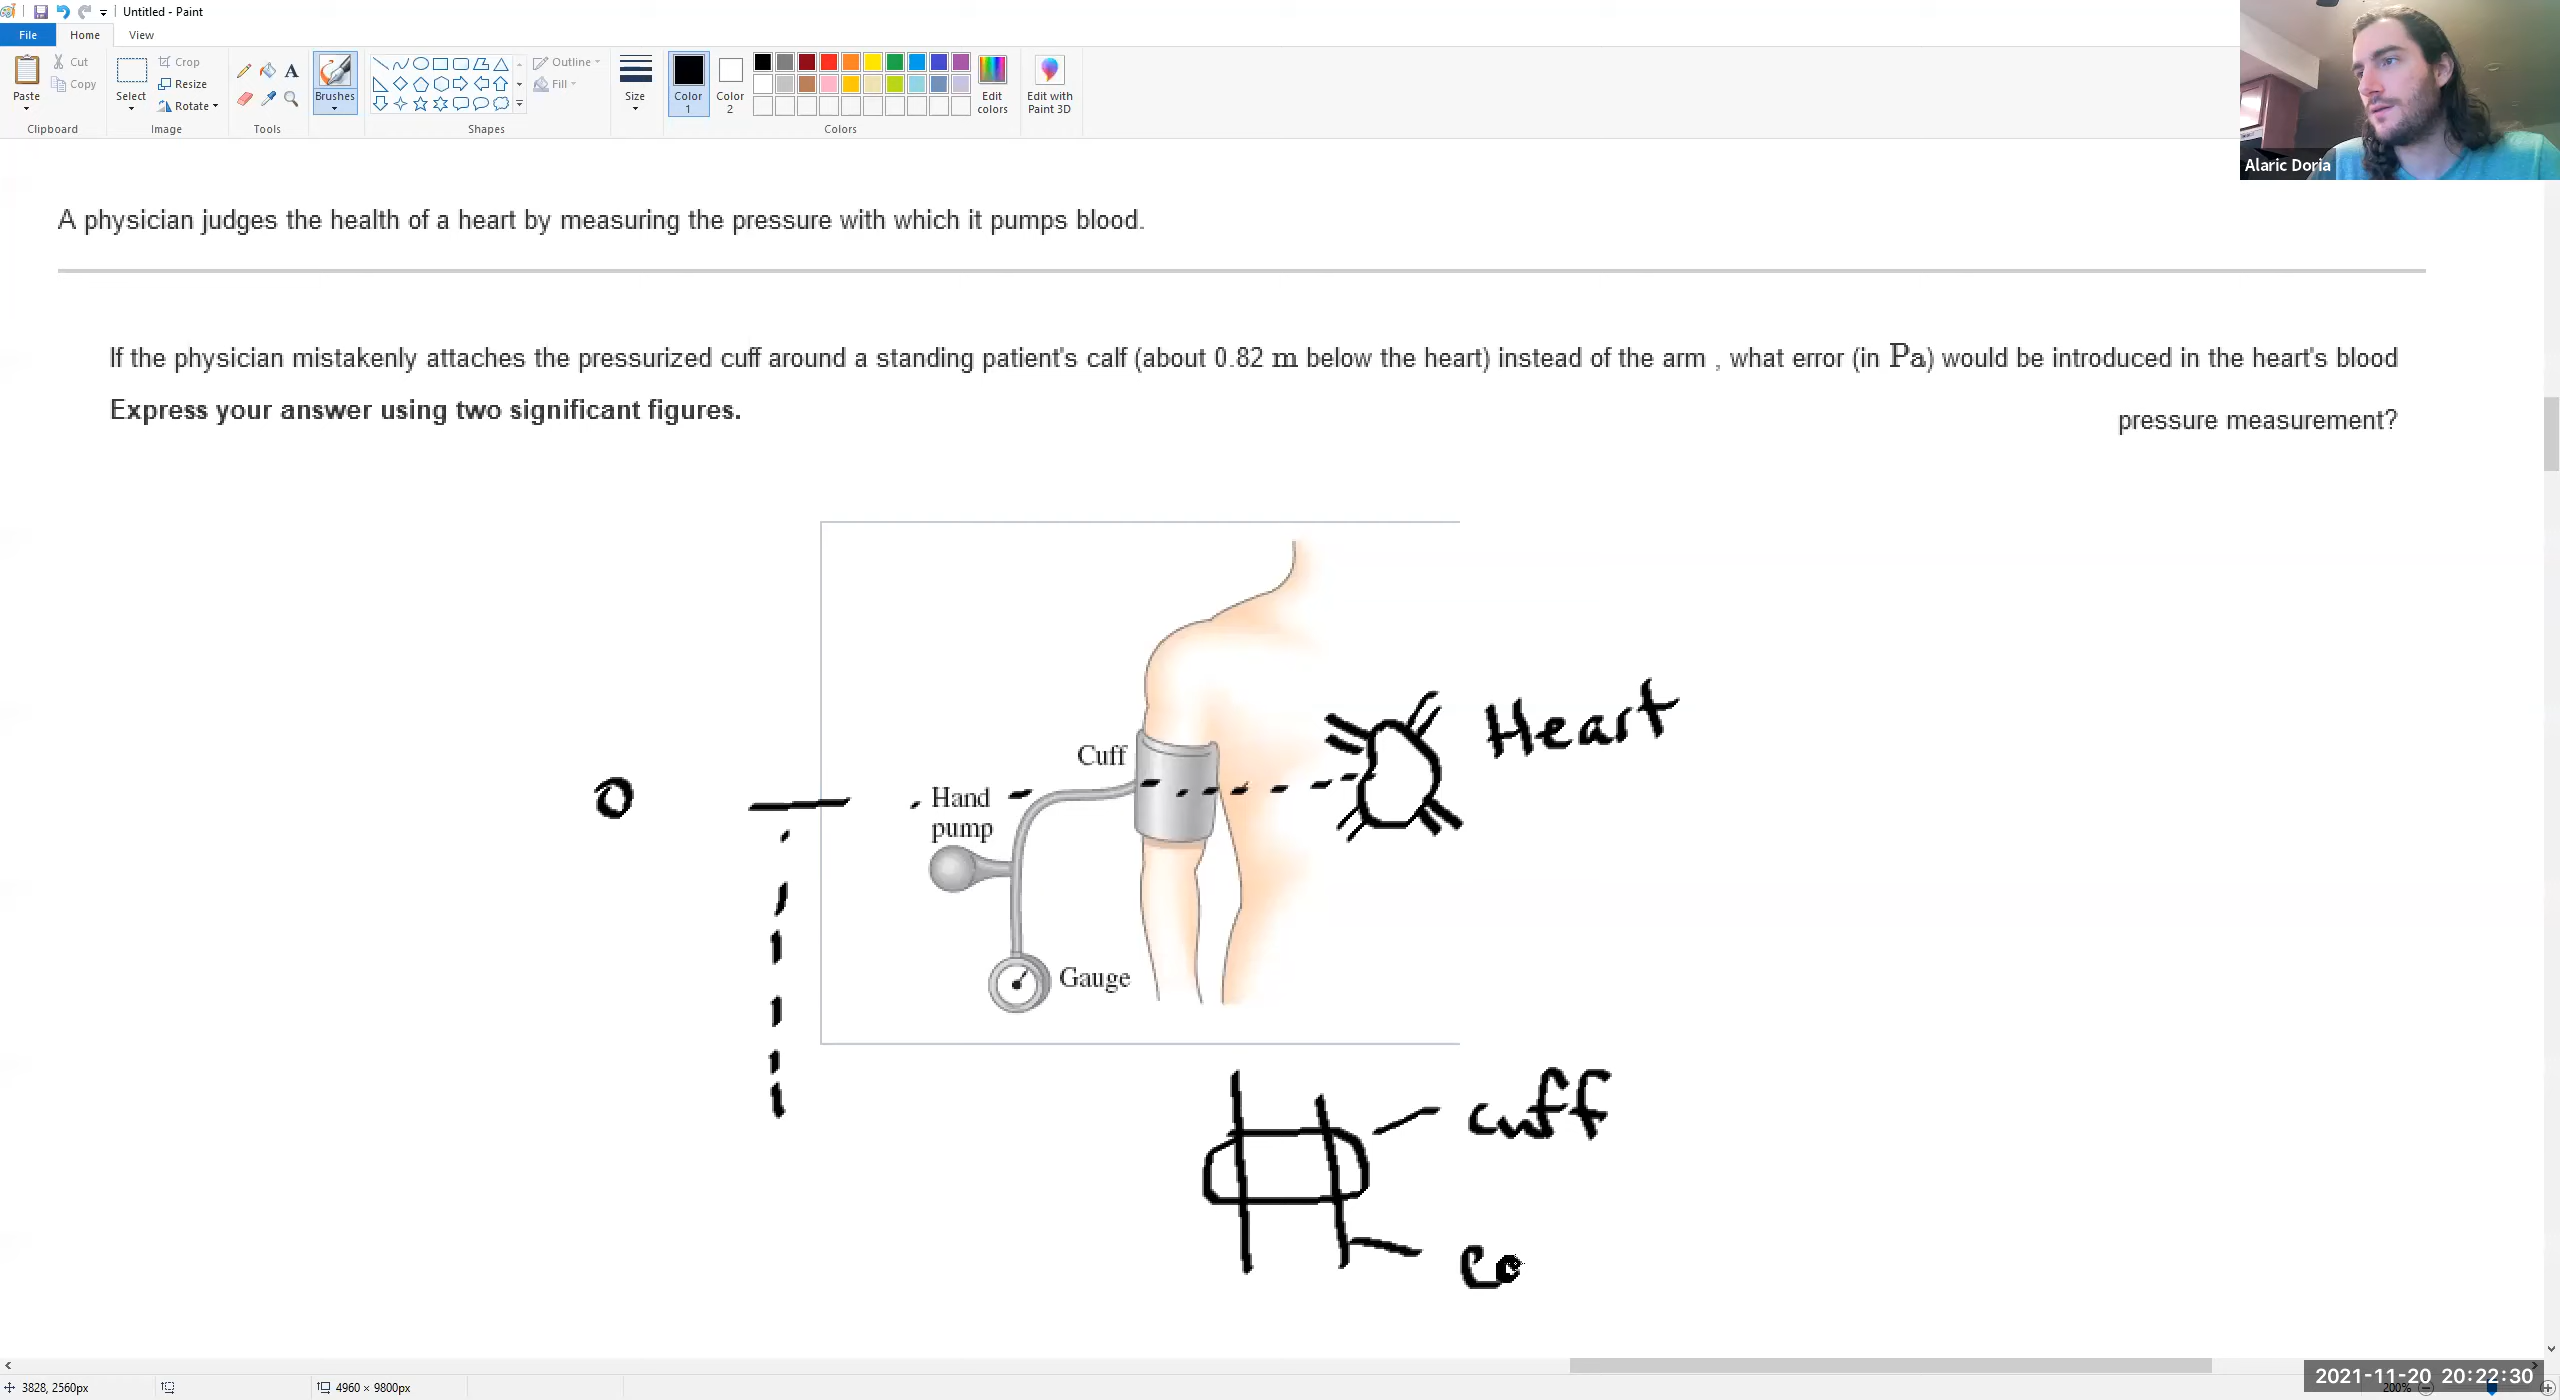 Untitled - Paint
File Home View
Paste
Cut
Copy
Clipboard
Select
Crop
Resize
Rotate
Image
A
Tools
Brushes
Outline
Fill
Shapes
Size
Color 1
Color 2
Edit colors
Colors
Edit with Paint 3D
Alaric Doria
A physician judges the health of a heart by measuring the pressure with which it pumps blood.
If the physician mistakenly attaches the pressurized cuff around a standing patient's calf (about 0.82 m below the heart) instead of the arm , what error (in Pa) would be introduced in the heart's blood
pressure measurement?
Express your answer using two significant figures.
Heart
Cuff
0
Hand
pump
Gauge
cuff
Ca
3828, 2560px
4960 × 9800px
200%
2021-11-20 20:22:30